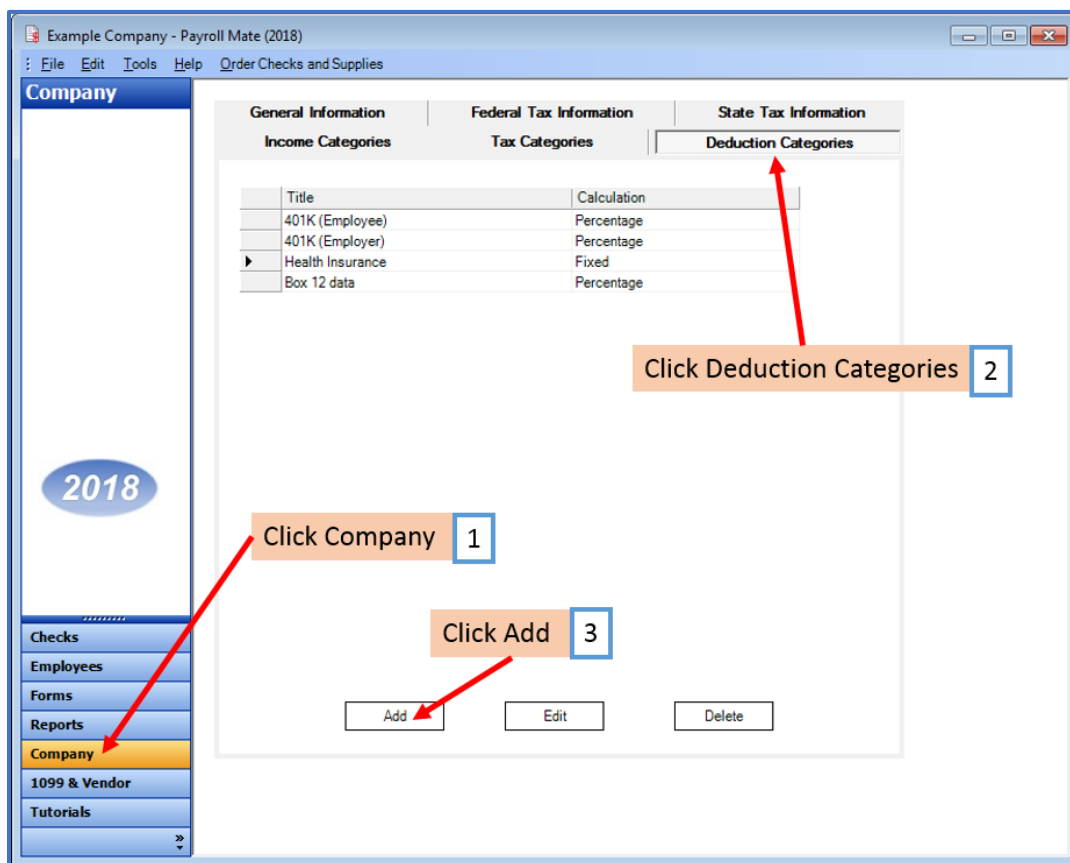 Example Company - Payroll Mate (2018)
File Edit Tools Help Order Checks and Supplies
Company
General Information Federal Tax Information State Tax Information
Income Categories Tax Categories Deduction Categories
Title Calculation
401K (Employee) Percentage
401K (Employer) Percentage
Health Insurance Fixed
Box 12 data Percentage
Click Deduction Categories 2
2018
Click Company 1
Click Add 3
Checks
Employees
Forms
Reports
Company
1099 & Vendor
Tutorials
Add Edit Delete